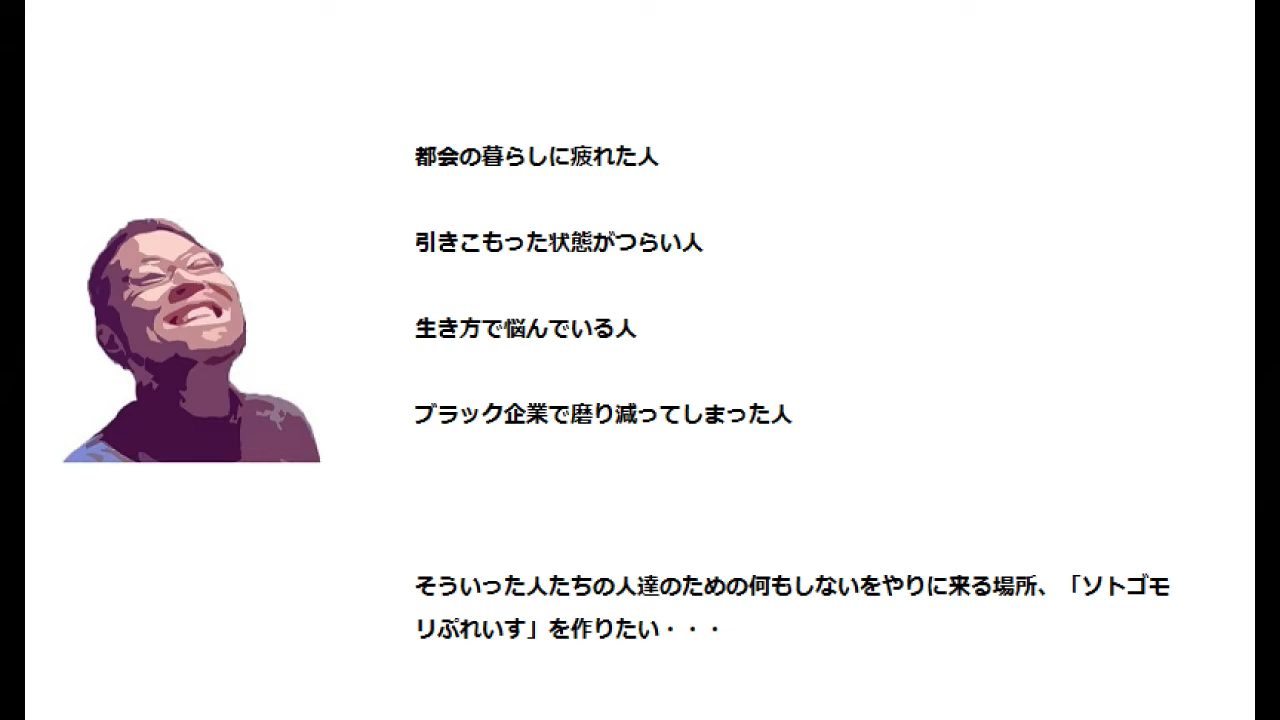 都会の暮らしに疲れた人
引きこもった状態がつらい人
生き方で悩んでいる人
ブラック企業で磨り減ってしまった人
そういった人たちの人達のための何もしないをやりに来る場所、「ソトゴモ
リぷれいす」を作りたい・・・